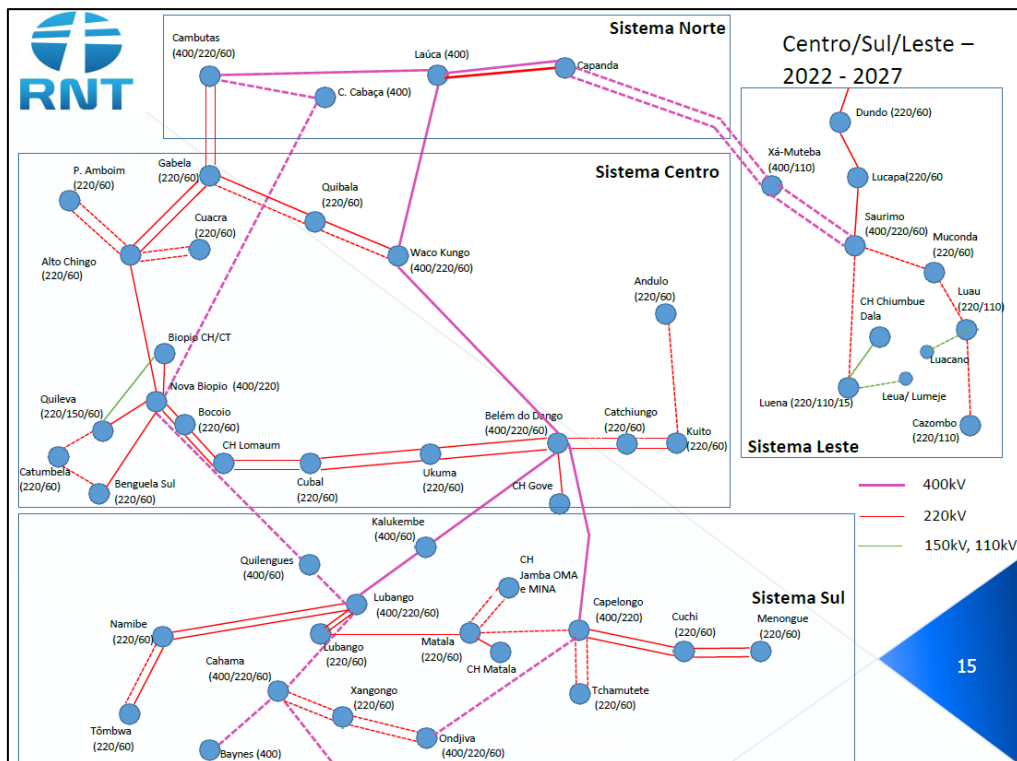 RNT
Sistema Norte
Cambutas
(400/220/60)
Laúca (400)
Capanda
C. Cabaça (400)
Centro/Sul/Leste –
2022 - 2027
Dundo (220/60)
Xá-Muteba
(400/110)
Lucapa(220/60
Saurimo
(400/220/60)
Muconda
(220/60)
Luau
(220/110)
CH Chiumbue
Dala
Luacano
Leua/ Lumeje
Luena (220/110/15)
Cazombo
(220/110)
Sistema Leste
Sistema Centro
Gabela
(220/60)
P. Amboim
(220/60)
Quibala
(220/60)
Cuacra
(220/60)
Alto Chingo
(220/60)
Waco Kungo
(400/220/60)
Andulo
(220/60)
Biopio CH/CT
Nova Biopio (400/220)
Quileva
(220/150/60)
Bocoio
(220/60)
CH Lomaum
Belém do Dango
(400/220/60)
Catchiungo
(220/60)
Kuito
(220/60)
Catumbela
(220/60)
Benguela Sul
(220/60)
Cubal
(220/60)
Ukuma
(220/60)
CH Gove
400kV
220kV
150kV, 110kV
Kalukembe
(400/60)
Quilengues
(400/60)
CH
Jamba OMA
e MINA
Sistema Sul
Lubango
(400/220/60)
Capelongo
(400/220)
Cuchi
(220/60)
Menongue
(220/60)
Namibe
(220/60)
Lubango
(220/60)
Matala
(220/60)
CH Matala
Cahama
(400/220/60)
Xangongo
(220/60)
Tchamutete
(220/60)
Tômbwa
(220/60)
Ondjiva
(400/220/60)
Baynes (400)
15